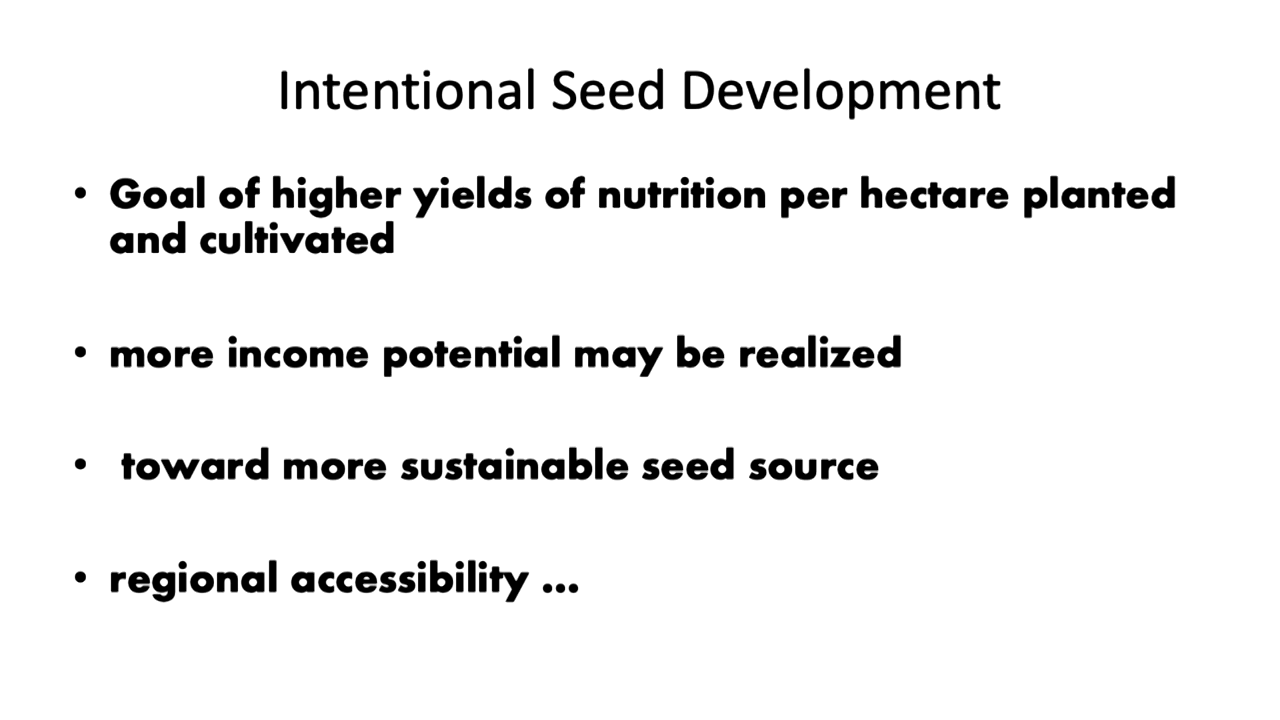 Intentional Seed Development
• Goal of higher yields of nutrition per hectare planted
and cultivated
• more income potential may be realized
• toward more sustainable seed source
• regional accessibility ...